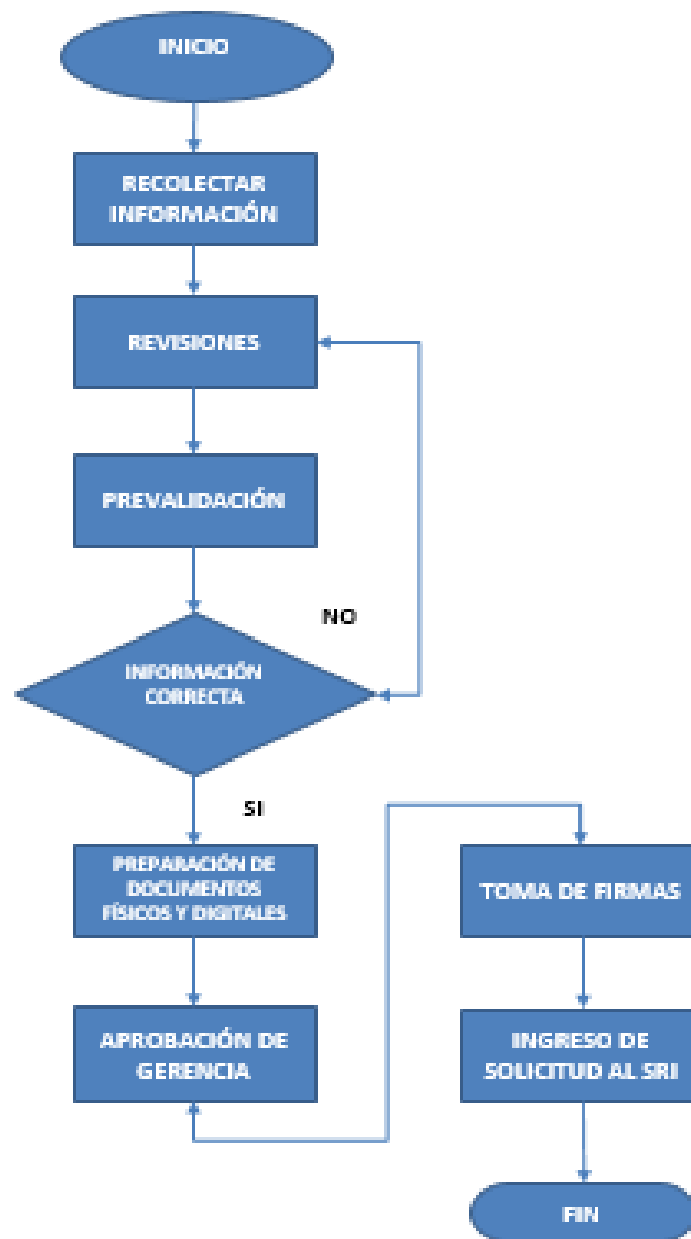 INICIO
RECOLECTAR
INFORMACIÓN
REVISIONES
PREVALIDACIÓN
NO
INFORMACIÓN
CORRECTA
SI
PREPARACIÓN DE
DOCUMENTOS
FÍSICOS Y DIGITALES
APROBACIÓN DE
GERENCIA
TOMA DE FIRMAS
INGRESO DE
SOLICITUD AL SRI
FIN